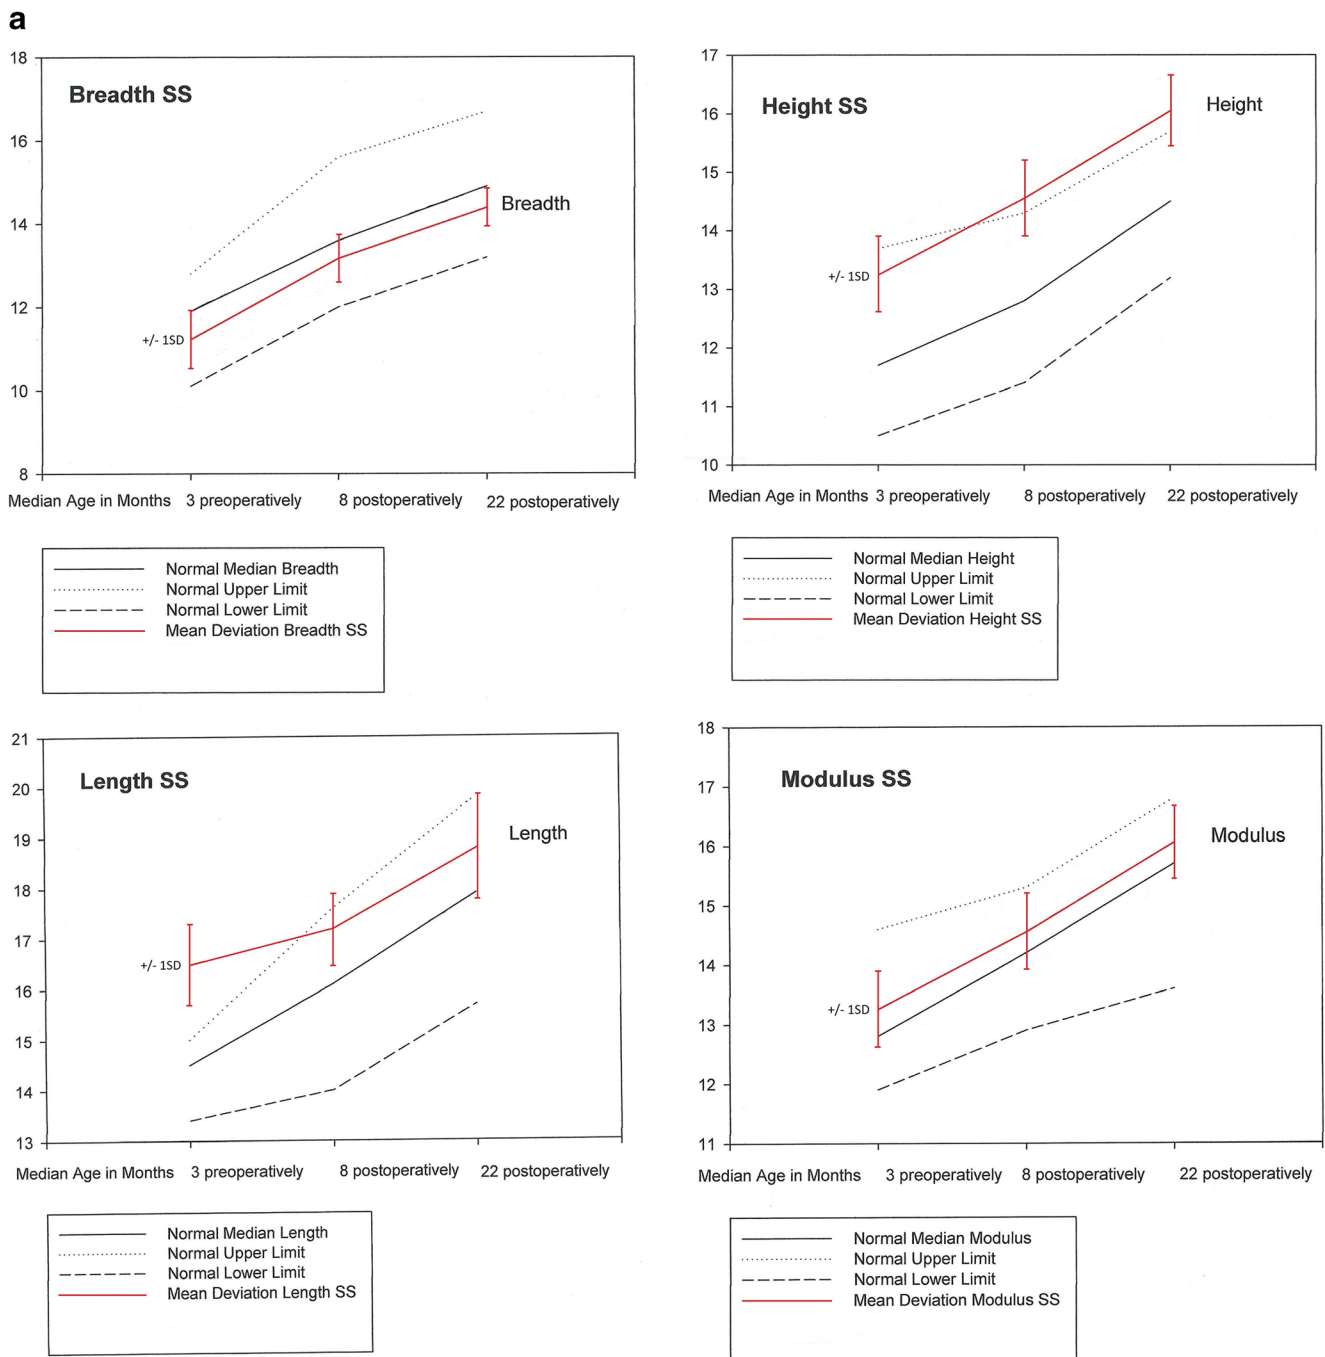 a
18
16
14
12
10
8
Breadth SS
Breadth
+/- 1SD
Median Age in Months 3 preoperatively 8 postoperatively 22 postoperatively
Normal Median Breadth
Normal Upper Limit
Normal Lower Limit
Mean Deviation Breadth SS
17
16
15
14
13
12
11
10
Height SS
Height
+/- 1SD
Median Age in Months 3 preoperatively 8 postoperatively 22 postoperatively
Normal Median Height
Normal Upper Limit
Normal Lower Limit
Mean Deviation Height SS
21
20
19
18
17
16
15
14
13
Length SS
Length
+/- 1SD
Median Age in Months 3 preoperatively 8 postoperatively 22 postoperatively
Normal Median Length
Normal Upper Limit
Normal Lower Limit
Mean Deviation Length SS
18
17
16
15
14
13
12
11
Modulus SS
Modulus
+/- 1SD
Median Age in Months 3 preoperatively 8 postoperatively 22 postoperatively
Normal Median Modulus
Normal Upper Limit
Normal Lower Limit
Mean Deviation Modulus SS